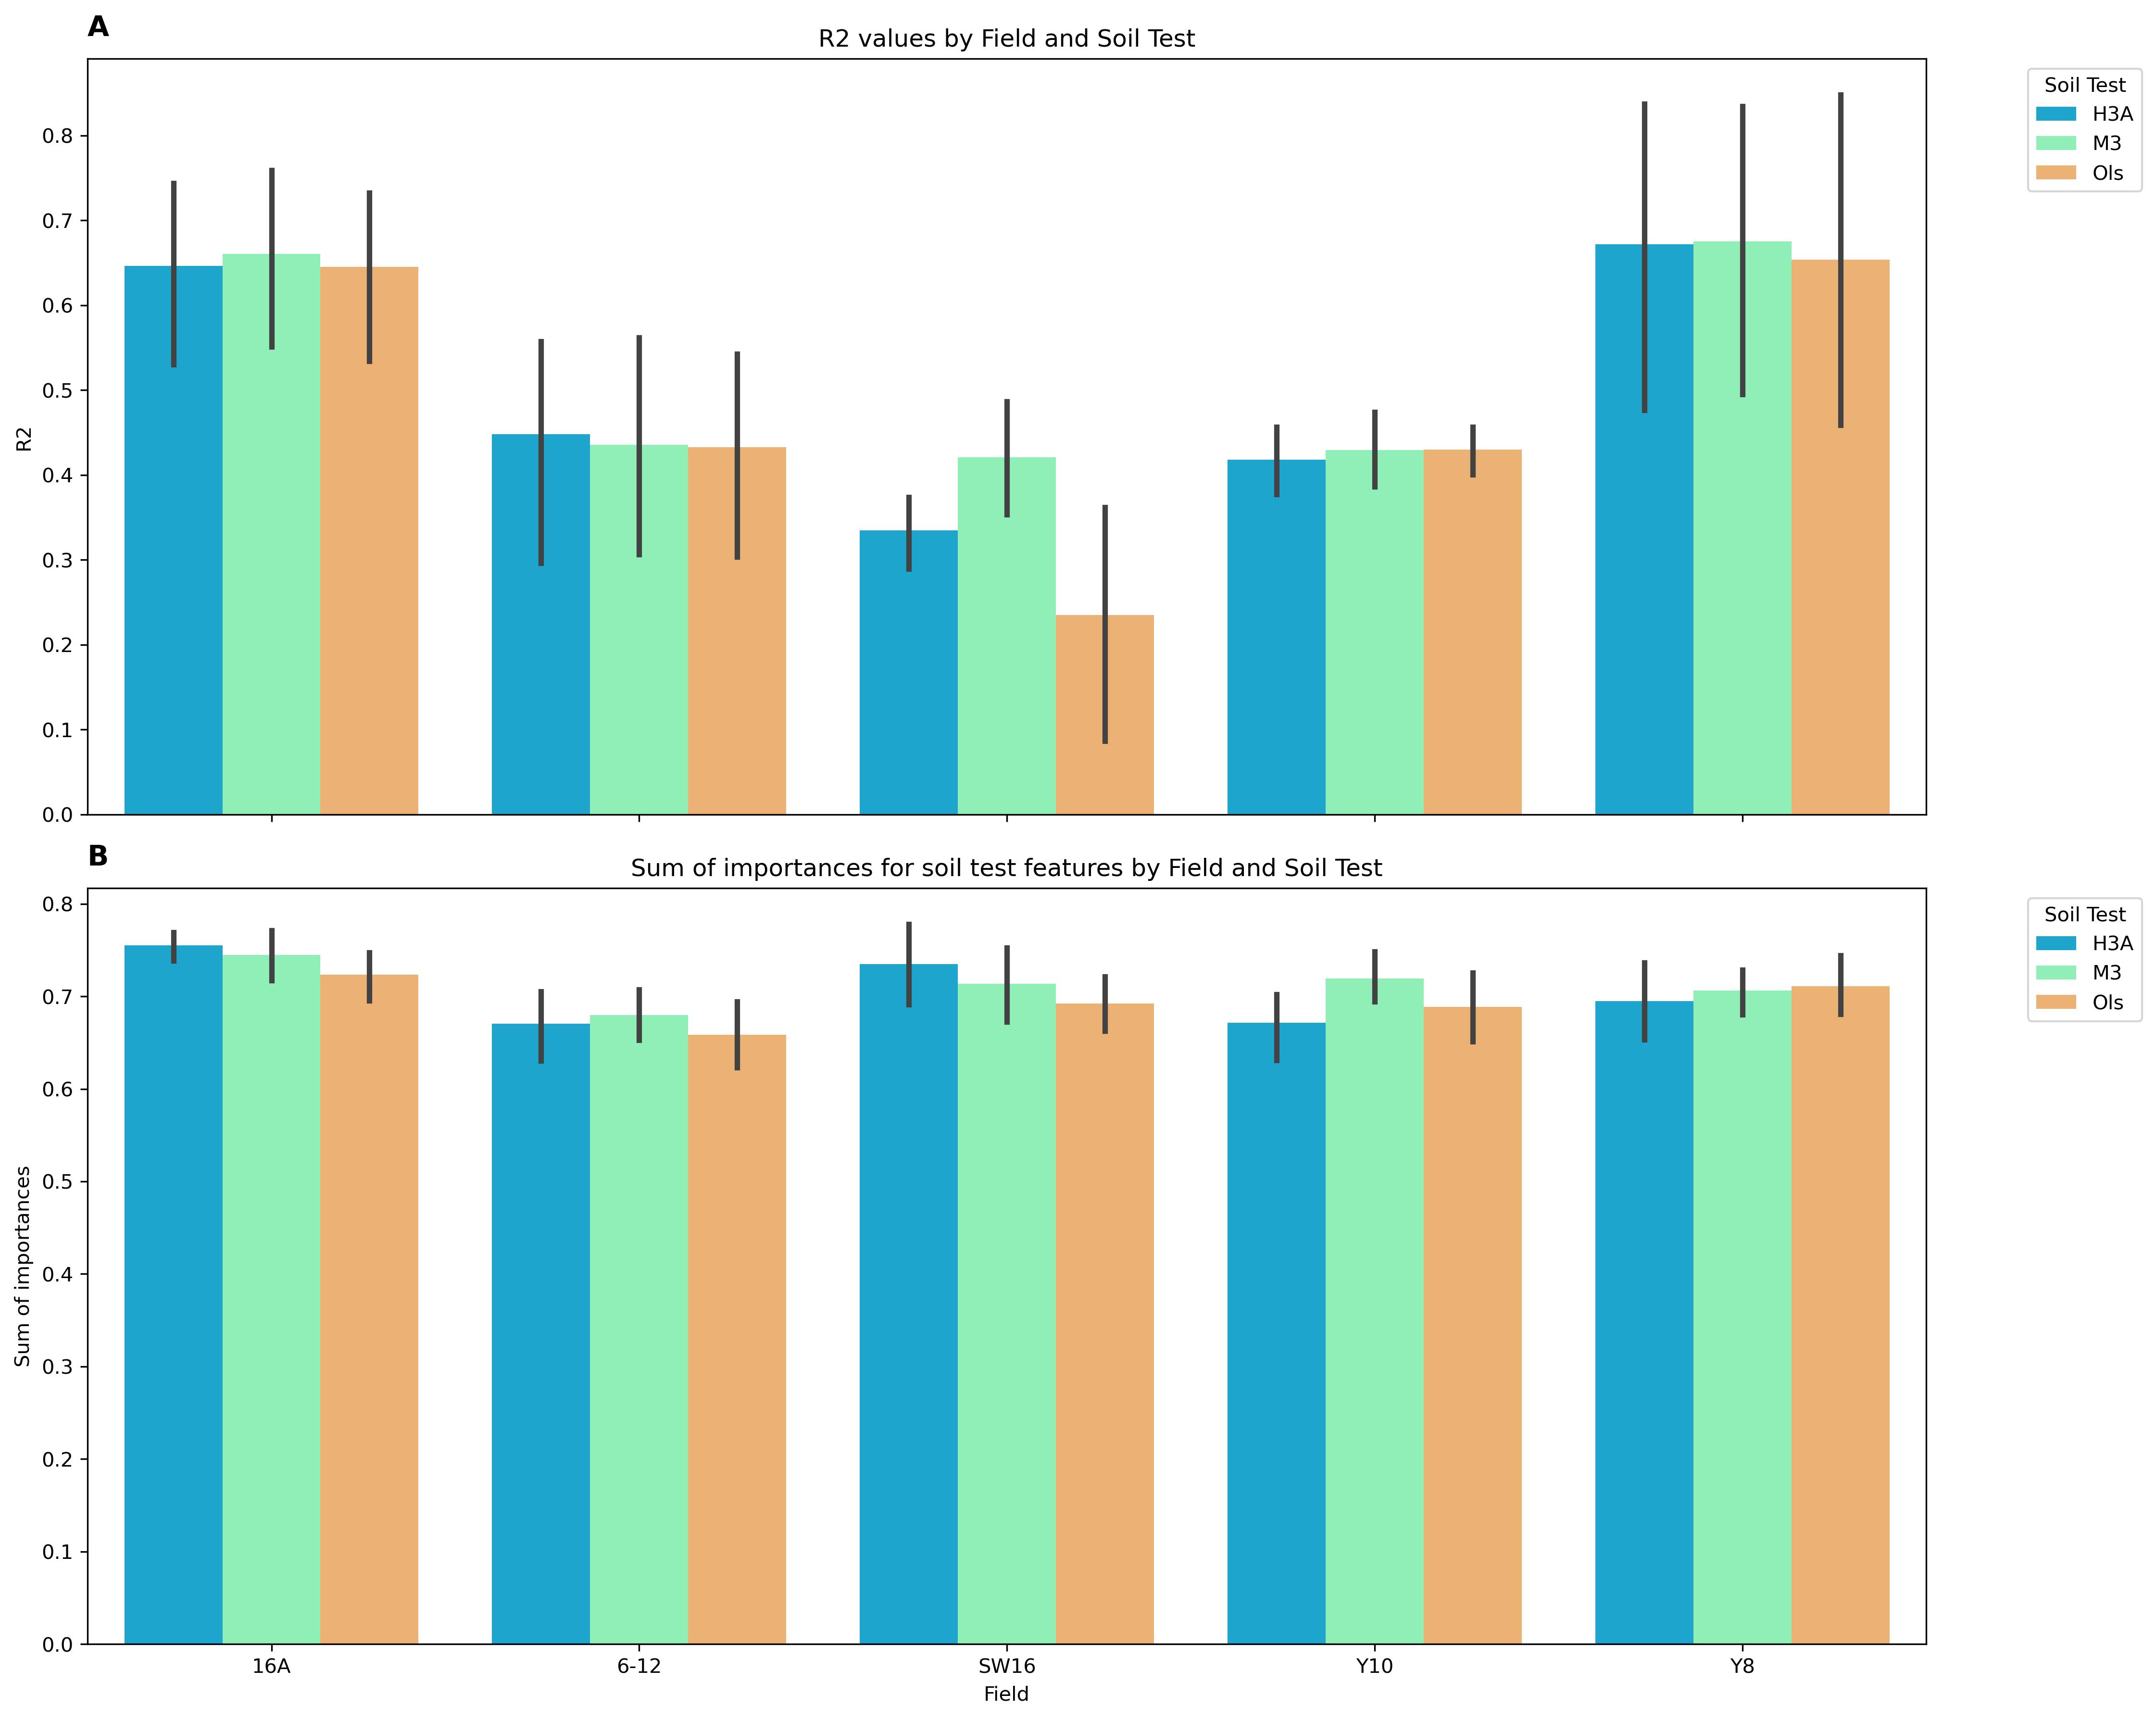 A
R2 values by Field and Soil Test
Soil Test
H3A
M3
Ols
R2
0.8
0.7
0.6
0.5
0.4
0.3
0.2
0.1
0.0
B
Sum of importances for soil test features by Field and Soil Test
Soil Test
H3A
M3
Ols
Sum of importances
0.8
0.7
0.6
0.5
0.4
0.3
0.2
0.1
0.0
16A 6-12 SW16 Y10 Y8
Field